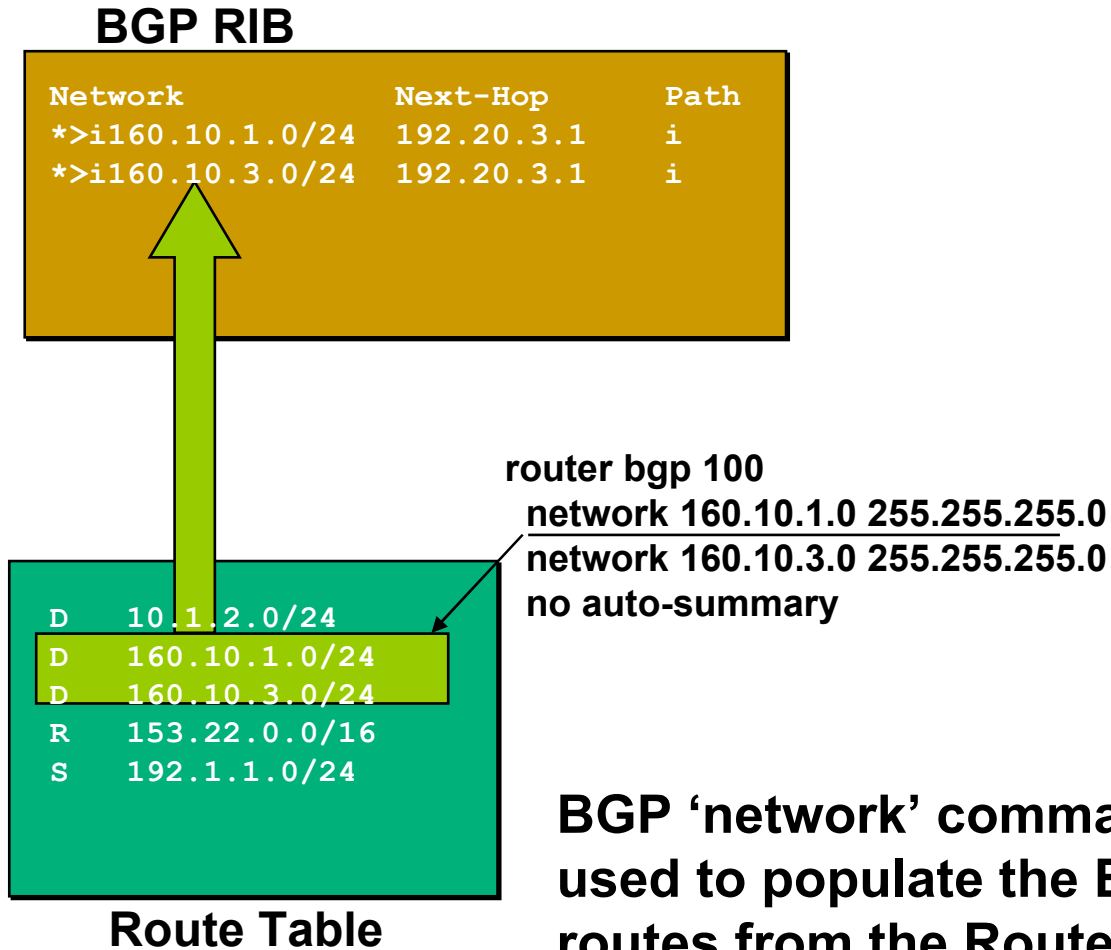 BGP RIB
Network Next-Hop Path
*>i160.10.1.0/24 192.20.3.1 i
*>i160.10.3.0/24 192.20.3.1 i
router bgp 100
network 160.10.1.0 255.255.255.0
network 160.10.3.0 255.255.255.0
no auto-summary
D 10.1.2.0/24
D 160.10.1.0/24
D 160.10.3.0/24
R 153.22.0.0/16
S 192.1.1.0/24
Route Table
BGP ‘network’
used to populate the
routes from the Route